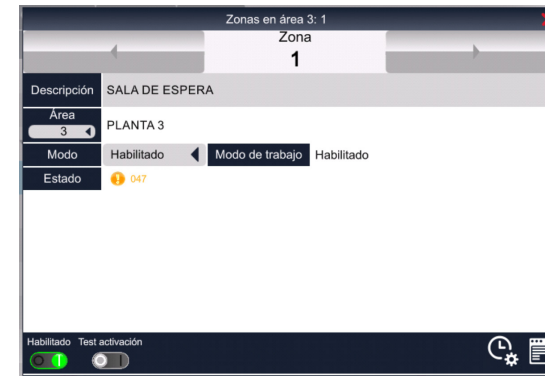 Zonas en área 3: 1
Zona
1
Descripción SALA DE ESPERA
Área
3 PLANTA 3
Modo Habilitado Modo de trabajo Habilitado
Estado 047
Habilitado Test activación